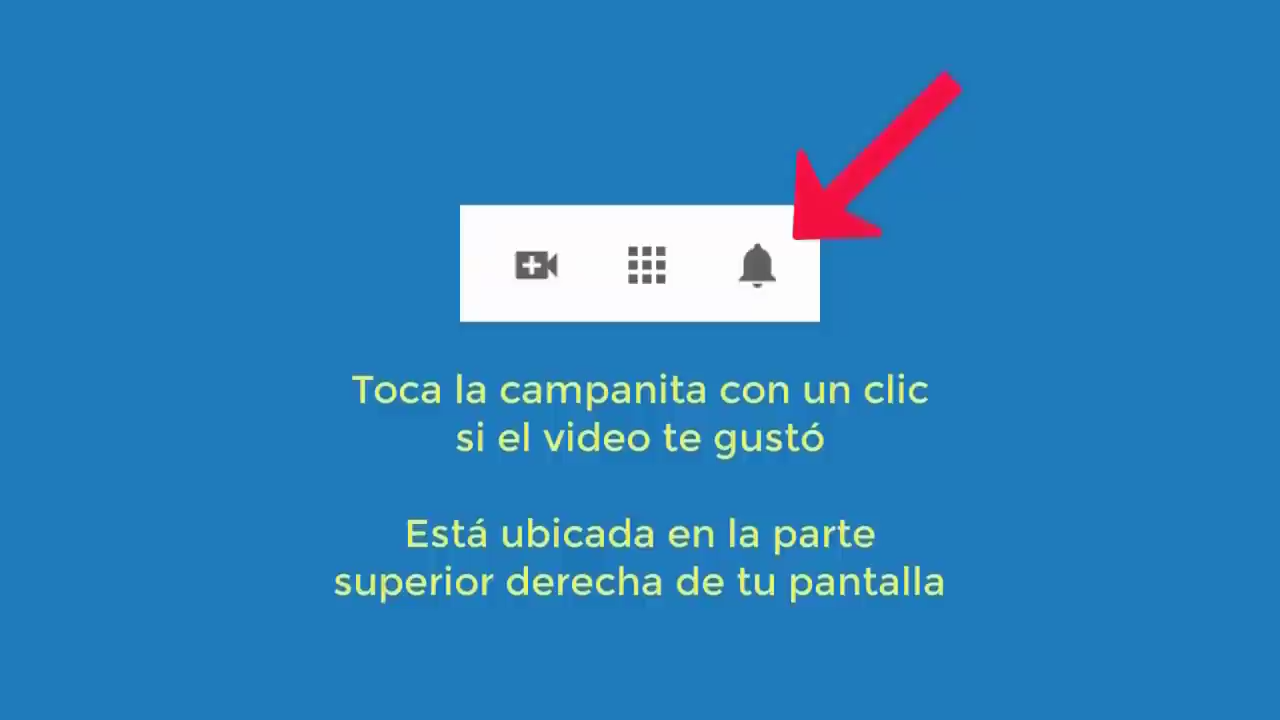 Toca la campanita con un clic
si el video te gustó
Está ubicada en la parte
superior derecha de tu pantalla